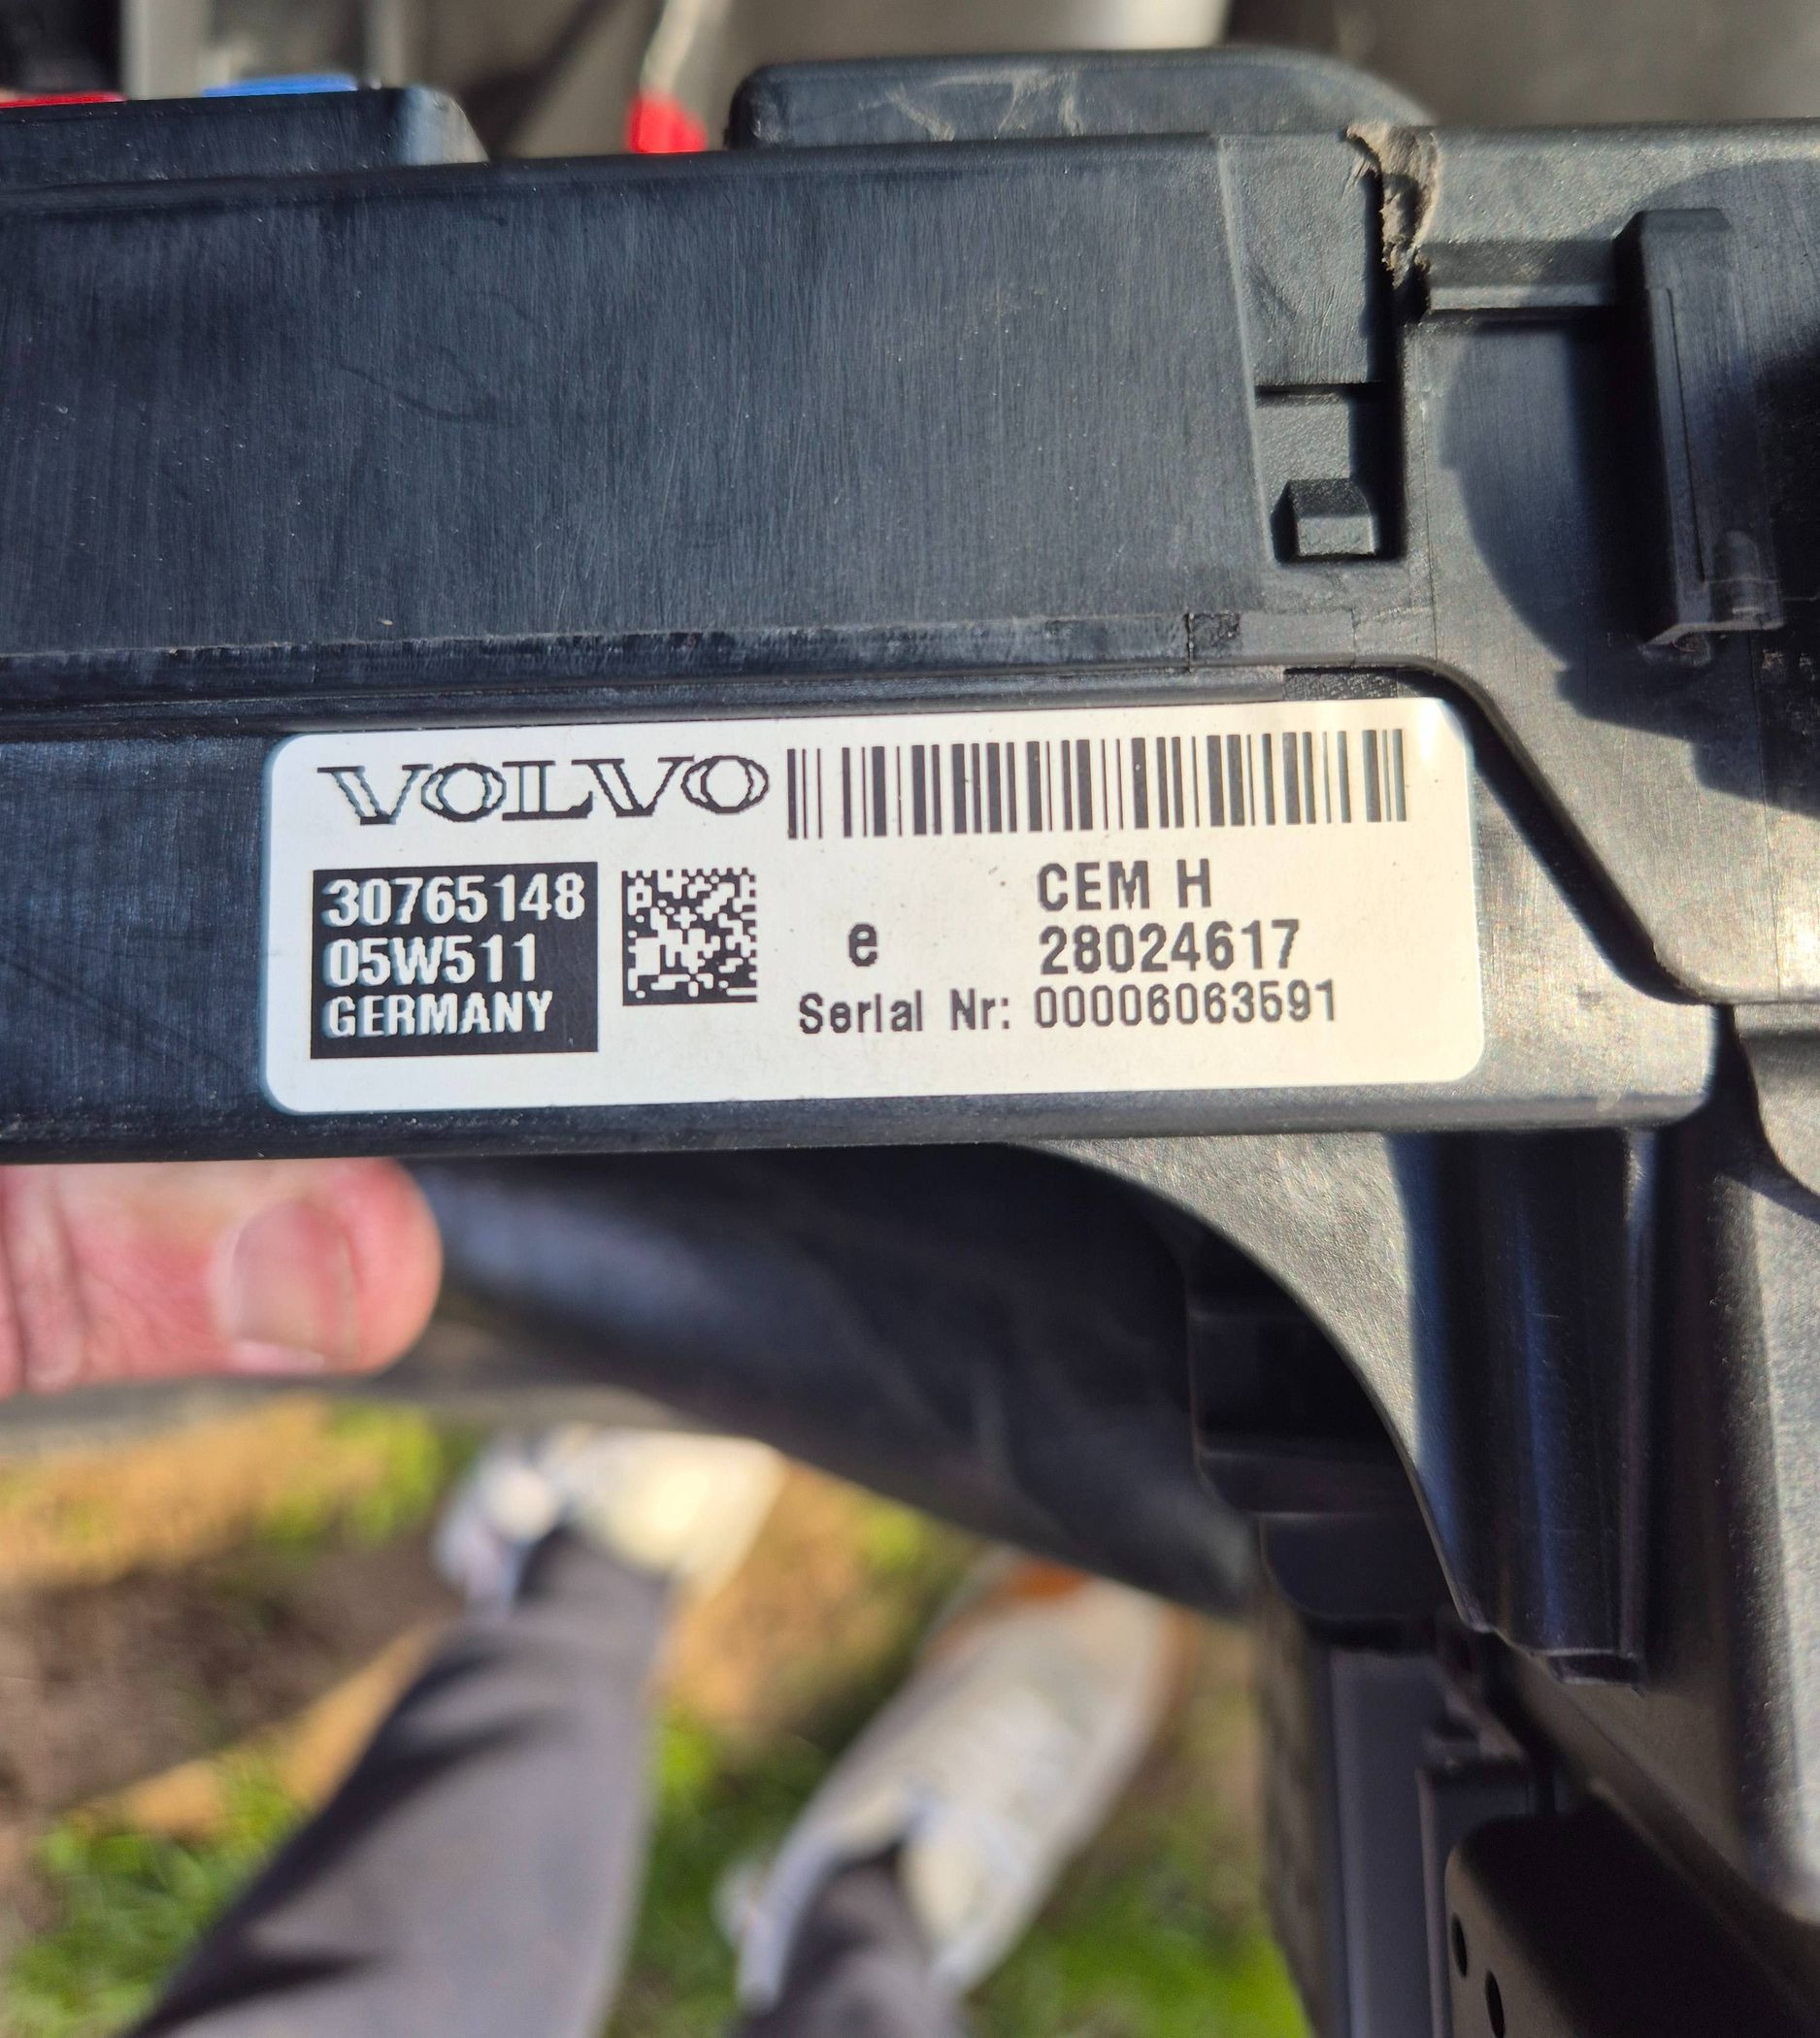 VOLVO
30765148
05W511
GERMANY
e
CEM H
28024617
Serial Nr: 00006063591